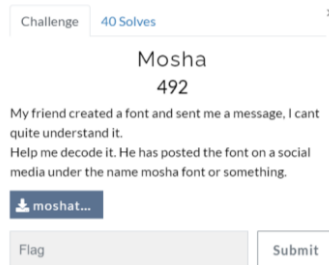 Challenge
40 Solves
Mosha
492
My friend created a font and sent me a message, I cant
quite understand it.
Help me decode it. He has posted the font on a social
media under the name mosha font or something.
moshat...
Flag
Submit